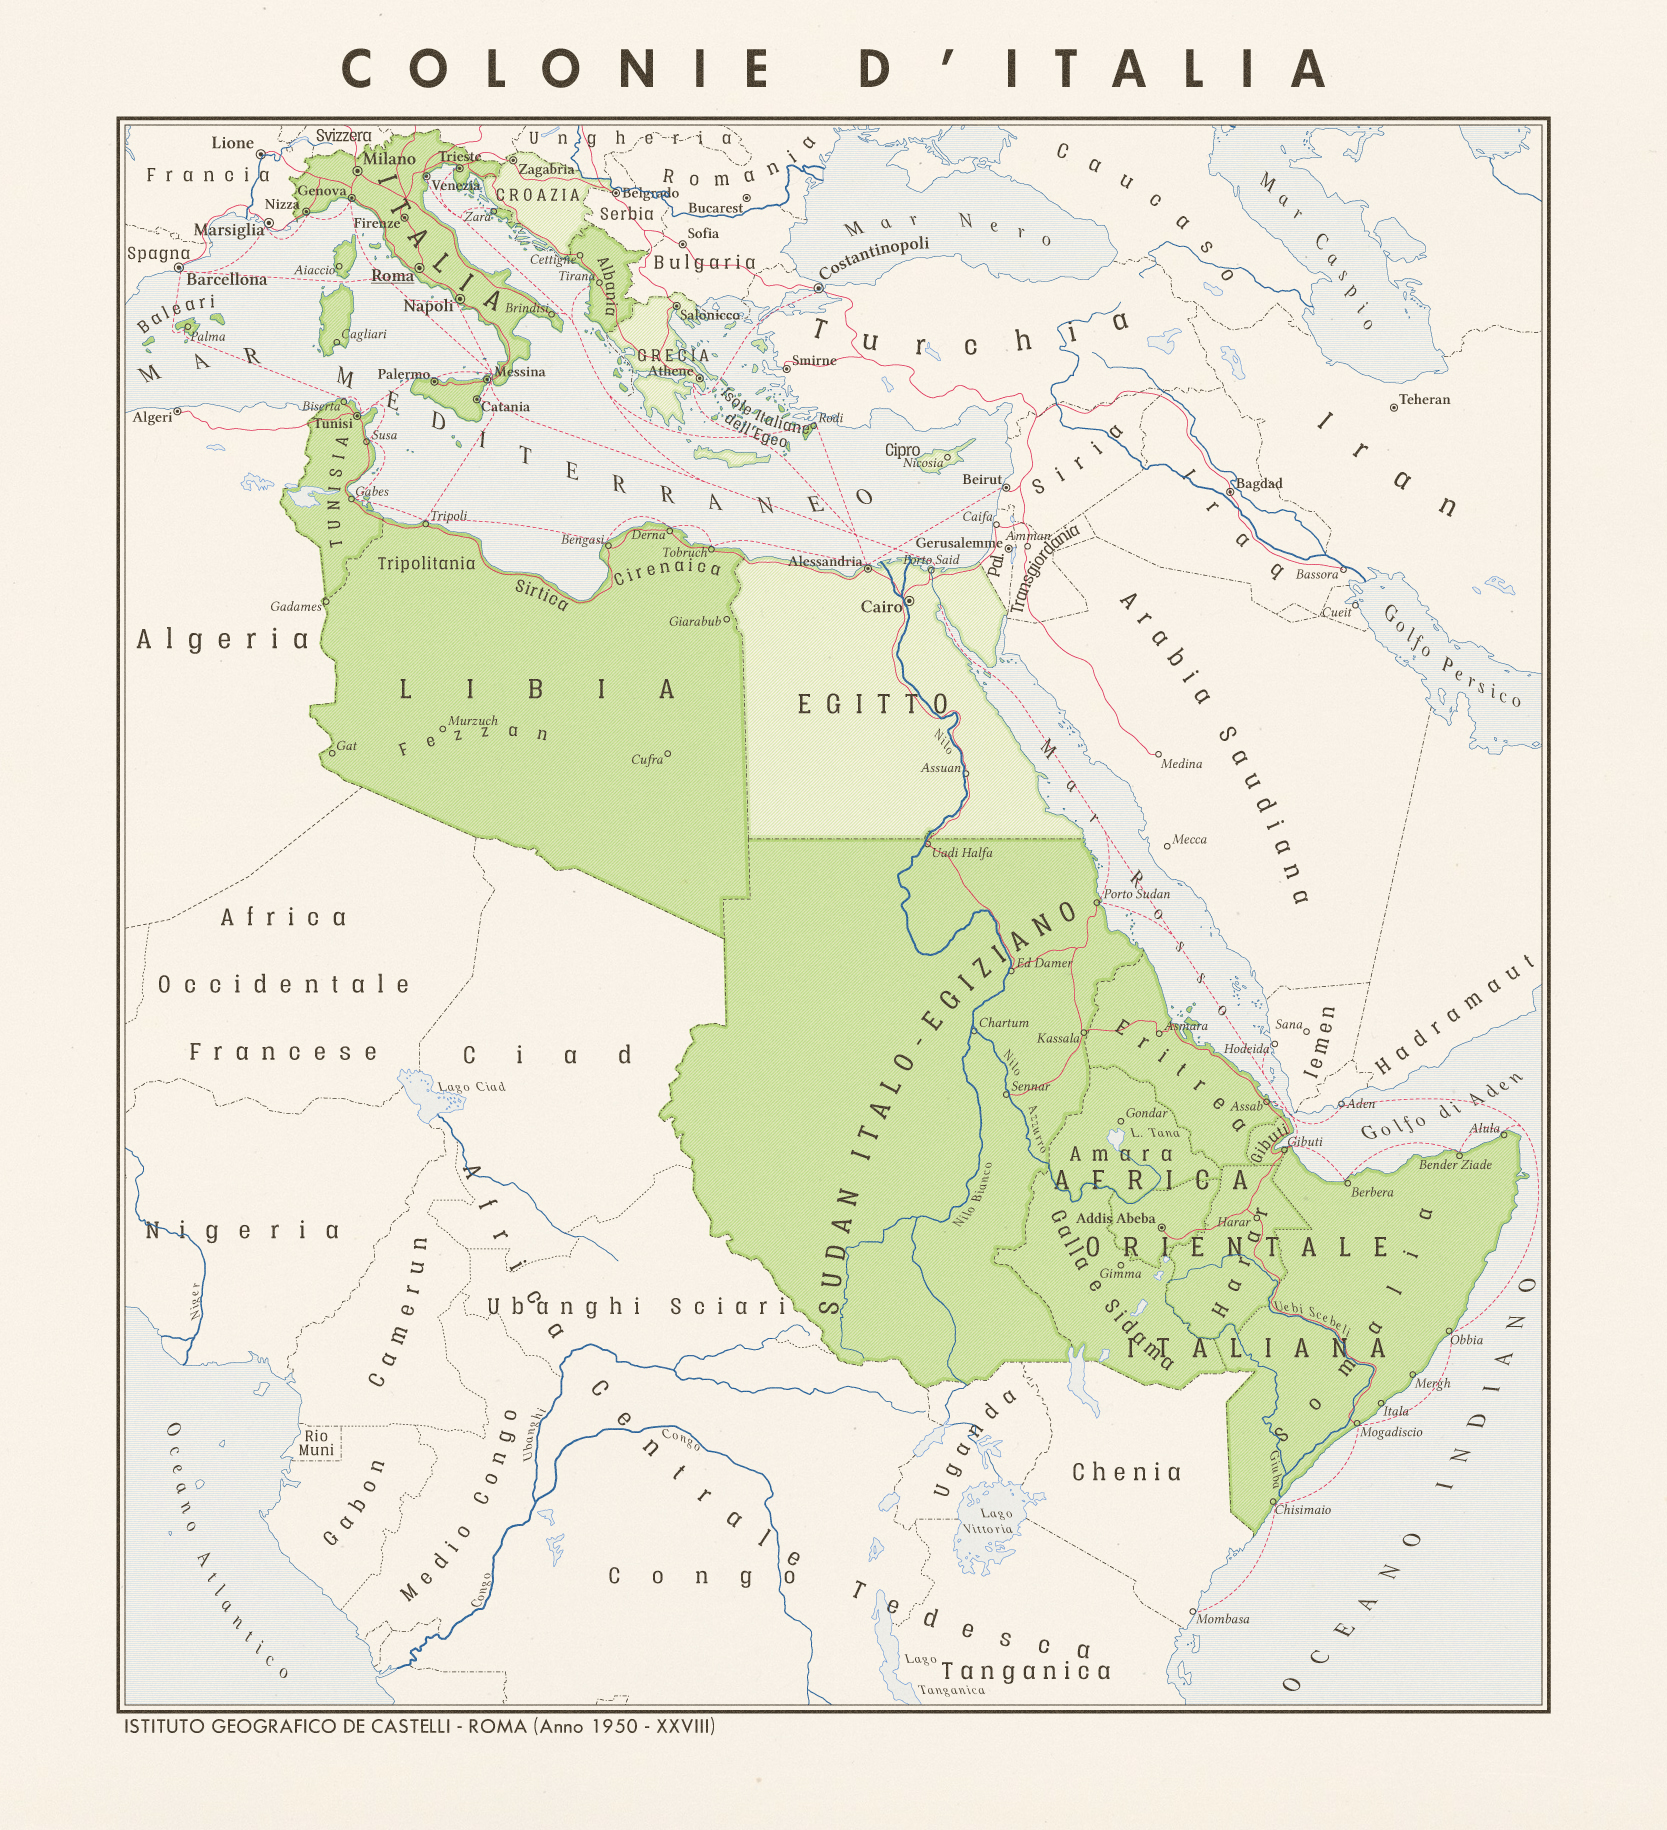 COLONIE D'ITALIA
Lione
Svizzera
Ungheria
Romania
Caucaso
Mar Caspio
Francia
Milano
Trieste
Zagabria
Genova
Venezia
CROAZIA
Belgrado
Bucarest
Nizza
Zara
Serbia
Marsiglia
Firenze
Sofia
Mar Nero
Spagna
ITALIA
Cettigne
Bulgaria
Costantinopoli
Barcellona
Aiaccio
Roma
Tirana
Albania
Baleari
Napoli
Brindisi
Salonicco
Palma
Cagliari
Turchia
GRECIA
Smirne
MAR MEDITERRANEO
Palermo
Messina
Athene
Teheran
Algeri
Biserta
Tunisi
Catania
Isole Italiane
dell'Egeo
Rodi
Iran
Susa
Cipro
Nicosia
Siria
TUNISIA
Gabes
Beirut
Bagdad
Iraq
Tripoli
Bengasi
Derna
Tobruch
Caifa
Gerusalemme
Amman
Pal.
Transgiordania
Tripolitania
Cirenaica
Alessandria
Porto Said
Bassora
Sirtica
Gadames
Giarabub
Cairo
Cueit
Golfo Persico
Algeria
Arabia Saudiana
LIBIA
EGITTO
Murzuch
Gat
Fezzan
Cufra
Nilo
Assuan
Medina
Mar Rosso
Mecca
Uadi Halfa
Porto Sudan
Africa
Occidentale
Francese
SUDAN ITALO-EGIZIANO
Ed Damer
Chartum
Kassala
Asmara
Eritrea
Sana
Hodeida
Iemen
Hadramaut
Ciad
Lago Ciad
Nilo
Azzurro
Sennar
Gondar
L. Tana
Assab
Aden
Golfo di Aden
Amara
Gibuti
Gibuti
Alula
Bender Ziade
Berbera
AFRICA
ORIENTALE
ITALIANA
Nilo Bianco
Addis Abeba
Harar
Harar
Galla e Sidama
Gimma
Nigeria
Niger
Africa Centrale
Camerun
Ubanghi Sciari
Uebi Scebeli
Somalia
Obbia
Mergh
Itala
Mogadiscio
Giuba
Chisimaio
OCEANO INDIANO
Rio
Muni
Gabon
Medio Congo
Ubanghi
Congo
Congo
Congo
Uganda
Chenia
Lago
Vittoria
Oceano Atlantico
Tedesca
Mombasa
Lago
Tanganica
Tanganica
ISTITUTO GEOGRAFICO DE CASTELLI - ROMA (Anno 1950 - XXVIII)